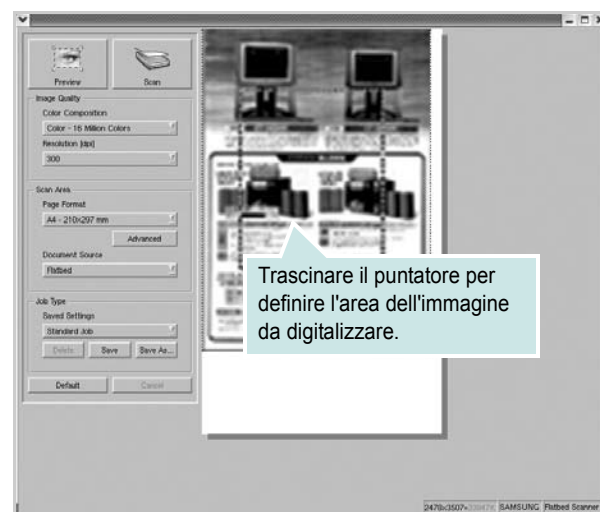 Preview
Scan
Image Quality
Color Composition
Color - 16 Million Colors
Resolution [dpi]
300
Scan Area
Page Format
A4 - 210x297 mm
Advanced
Document Source
Flatbed
Job Type
Saved Settings
Standard Job
Delete
Save
Save As...
Default
Cancel
Trascinare il puntatore per
definire l'area dell'immagine
da digitalizzare.
SAMSUNG
Flatbed Scanner